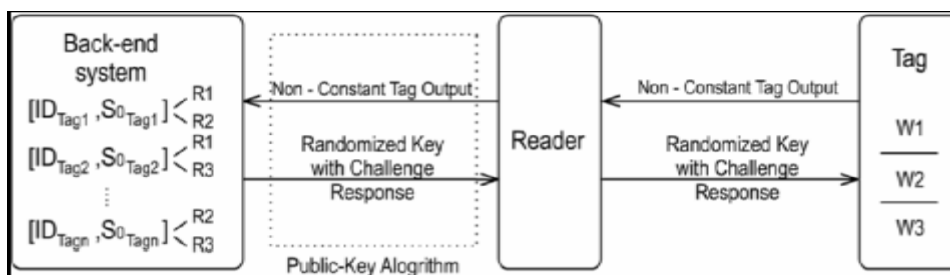 Back-end
system
[ID_Tag1 ,S0_Tag1] R1
R2
[ID_Tag2 ,S0_Tag2] R1
R3
[ID_Tagn ,S0_Tagn] R2
R3
Non - Constant Tag Output
Randomized Key
with Challenge
Response
Public-Key Alogrithm
Reader
Non - Constant Tag Output
Randomized Key
with Challenge
Response
Tag
W1
W2
W3